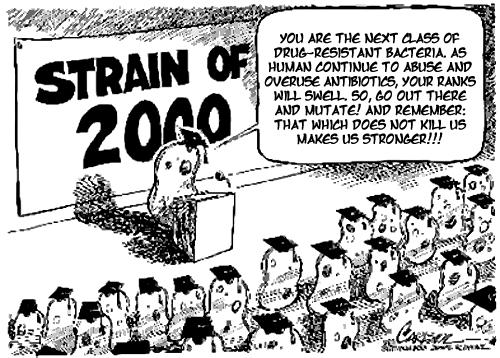 STRAIN OF
2000
YOU ARE THE NEXT CLASS OF
DRUG-RESISTANT BACTERIA. AS
HUMAN CONTINUE TO ABUSE AND
OVERUSE ANTIBIOTICS, YOUR RANKS
WILL SWELL. SO, GO OUT THERE
AND MUTATE! AND REMEMBER:
THAT WHICH DOES NOT KILL US
MAKES US STRONGER!!!